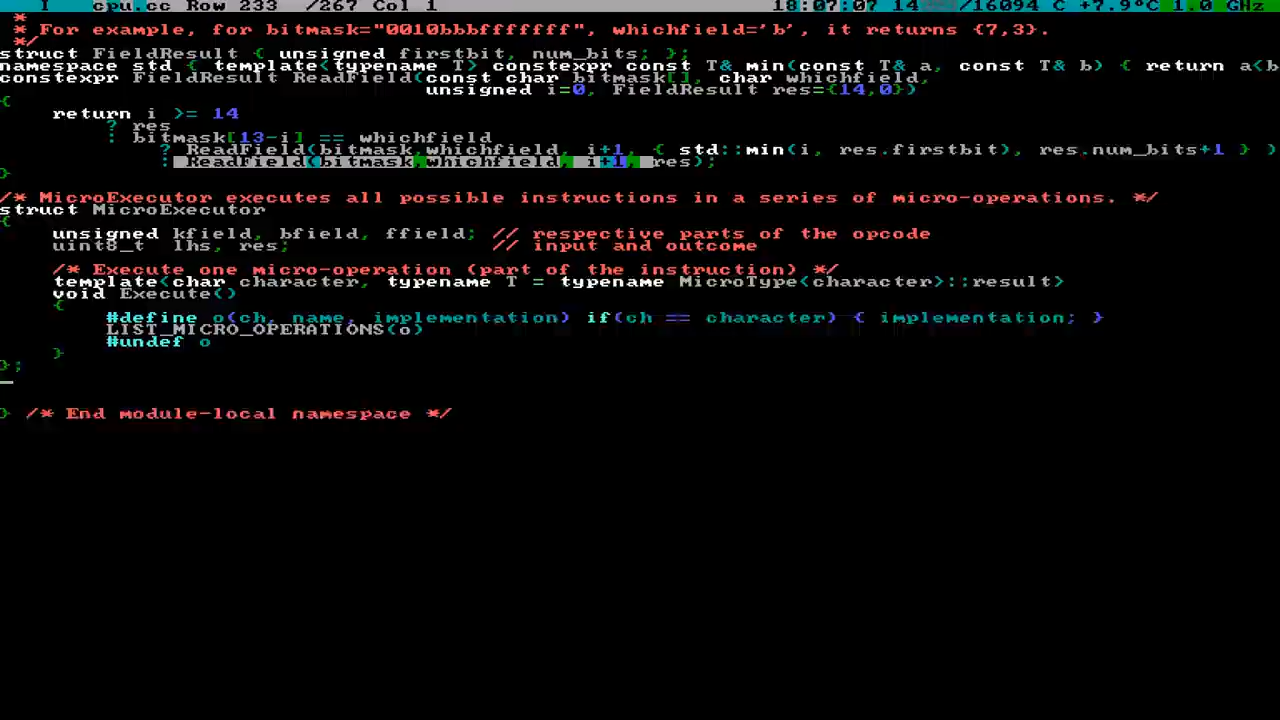 I cpu.cc Row 233 /267 Col 1 18:07:07 14 /16094 C +7.9°C 1.0 GHz
*
* For example, for bitmask="0010bbbfffffff", whichfield='b', it returns {7,3}.
*/
struct FieldResult { unsigned firstbit, num_bits; };
namespace std { template<typename T> constexpr const T& min(const T& a, const T& b) { return a<b
constexpr FieldResult ReadField(const char bitmask[], char whichfield,
unsigned i=0, FieldResult res={14,0})
{
return i >= 14
? res
: bitmask[13-i] == whichfield
? ReadField(bitmask,whichfield, i+1, { std::min(i, res.firstbit), res.num_bits+1 } )
: ReadField(bitmask,whichfield, i+1, res);
}
/* MicroExecutor executes all possible instructions in a series of micro-operations. */
struct MicroExecutor
{
unsigned kfield, bfield, ffield; // respective parts of the opcode
uint8_t lhs, res; // input and outcome
/* Execute one micro-operation (part of the instruction) */
template<char character, typename T = typename MicroType<character>::result>
void Execute()
{
#define o(ch, name, implementation) if(ch == character) { implementation; }
LIST_MICRO_OPERATIONS(o)
#undef o
}
};
} /* End module-local namespace */